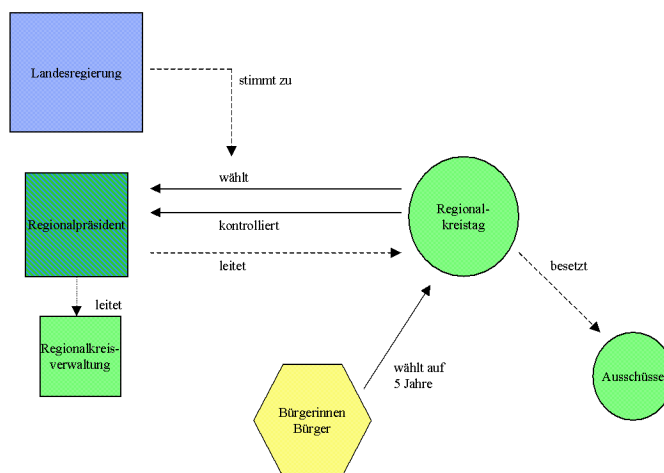 Landesregierung
stimmt zu
wählt
Regional-
kreistag
Regionalpräsident
kontrolliert
leitet
besetzt
leitet
Regionalkreis-
verwaltung
wählt auf
5 Jahre
Ausschüsse
Bürgerinnen
Bürger